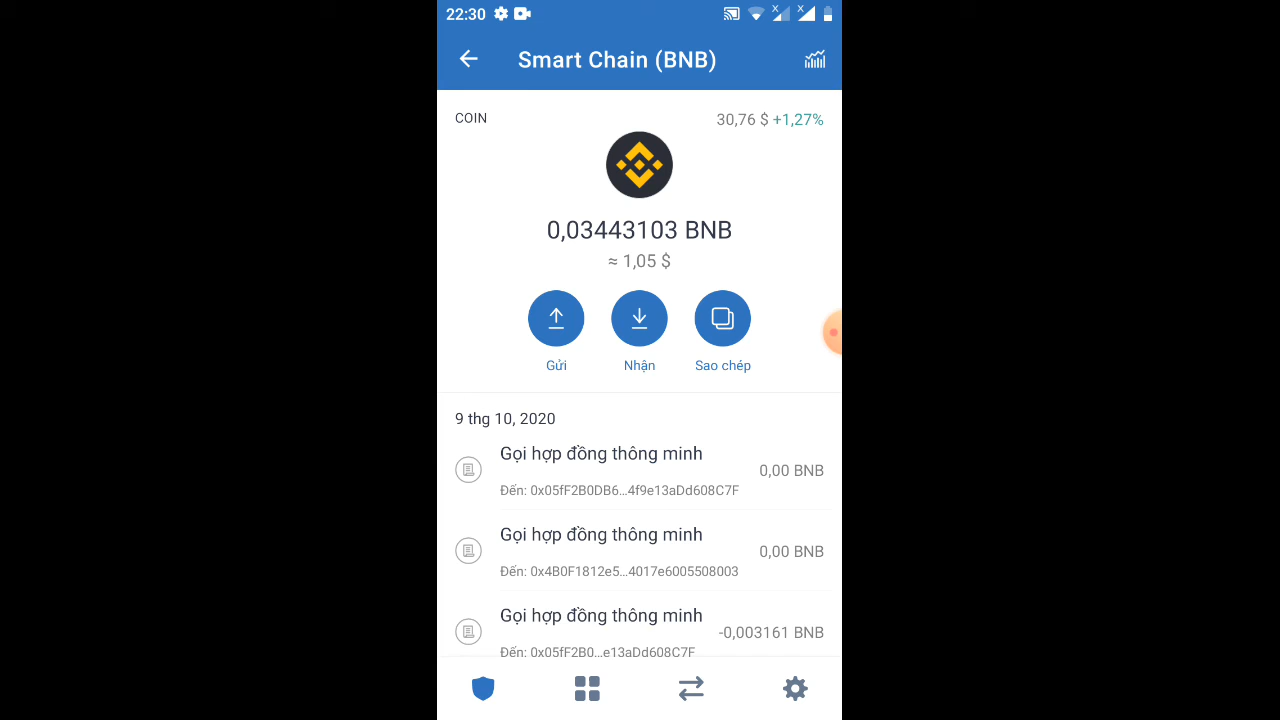 22:30
Smart Chain (BNB)
COIN
30,76 $ +1,27%
0,03443103 BNB
≈ 1,05 $
Gửi
Nhận
Sao chép
9 thg 10, 2020
Gọi hợp đồng thông minh
0,00 BNB
Đến: 0x05fF2B0DB6...4f9e13aDd608C7F
Gọi hợp đồng thông minh
0,00 BNB
Đến: 0x4B0F1812e5...4017e6005508003
Gọi hợp đồng thông minh
-0,003161 BNB
Đến: 0x05fF2B0...e13aDd608C7F